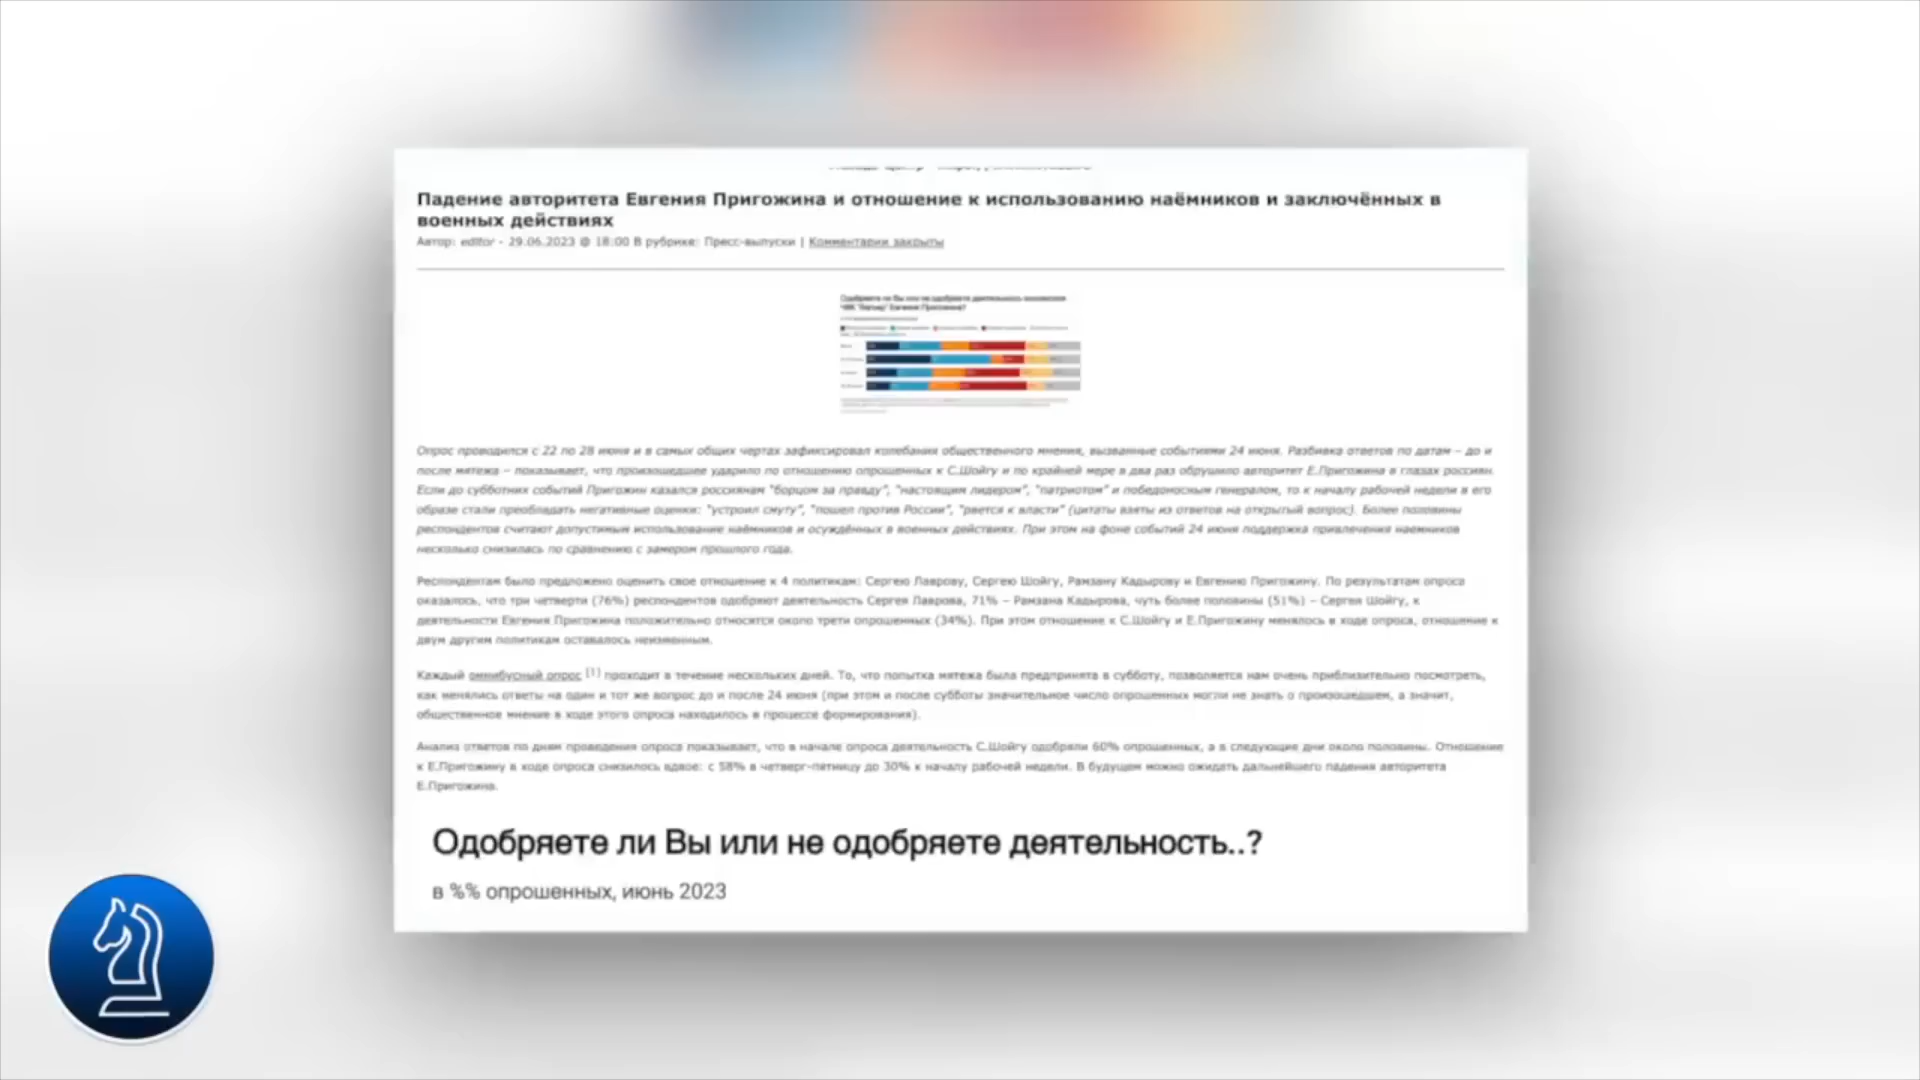 Падение авторитета Евгения Пригожина и отношение к использованию наёмников и заключённых в
военных действиях
Автор: editor - 29.06.2023 @ 18:00 В рубрике: Пресс-выпуски | Комментарии закрыты
Одобряете ли Вы или не одобряете деятельность
ЧВК "Вагнер" Евгения Пригожина?
Опрос проводился с 22 по 28 июня и в самых общих чертах зафиксировал колебания общественного мнения, вызванные событиями 24 июня. Разбивка ответов по датам – до и
после мятежа – показывает, что произошедшее ударило по отношению опрошенных к С.Шойгу и по крайней мере в два раз обрушило авторитет Е.Пригожина в глазах россиян.
Если до субботних событий Пригожин казался россиянам "борцом за правду", "настоящим лидером", "патриотом" и победоносным генералом, то к началу рабочей недели в его
образе стали преобладать негативные оценки: "устроил смуту", "пошел против России", "рвется к власти" (цитаты взяты из ответов на открытый вопрос). Более половины
респондентов считают допустимым использование наёмников и осуждённых в военных действиях. При этом на фоне событий 24 июня поддержка привлечения наемников
несколько снизилась по сравнению с замером прошлого года.
Респондентам было предложено оценить свое отношение к 4 политикам: Сергею Лаврову, Сергею Шойгу, Рамзану Кадырову и Евгению Пригожину. По результатам опроса
оказалось, что три четверти (76%) респондентов одобряют деятельность Сергея Лаврова, 71% – Рамзана Кадырова, чуть более половины (51%) – Сергея Шойгу, к
деятельности Евгения Пригожина положительно относятся около трети опрошенных (34%). При этом отношение к С.Шойгу и Е.Пригожину менялось в ходе опроса, отношение к
двум другим политикам оставалось неизменным.
Каждый омнибусный опрос [1] проходит в течение нескольких дней. То, что попытка мятежа была предпринята в субботу, позволяется нам очень приблизительно посмотреть,
как менялись ответы на один и тот же вопрос до и после 24 июня (при этом и после субботы значительное число опрошенных могли не знать о произошедшем, а значит,
общественное мнение в ходе этого опроса находилось в процессе формирования).
Анализ ответов по дням проведения опроса показывает, что в начале опроса деятельность С.Шойгу одобряли 60% опрошенных, а в следующие дни около половины. Отношение
к Е.Пригожину в ходе опроса снизилось вдвое: с 58% в четверг-пятницу до 30% к началу рабочей недели. В будущем можно ожидать дальнейшего падения авторитета
Е.Пригожина.
Одобряете ли Вы или не одобряете деятельность..?
в %% опрошенных, июнь 2023